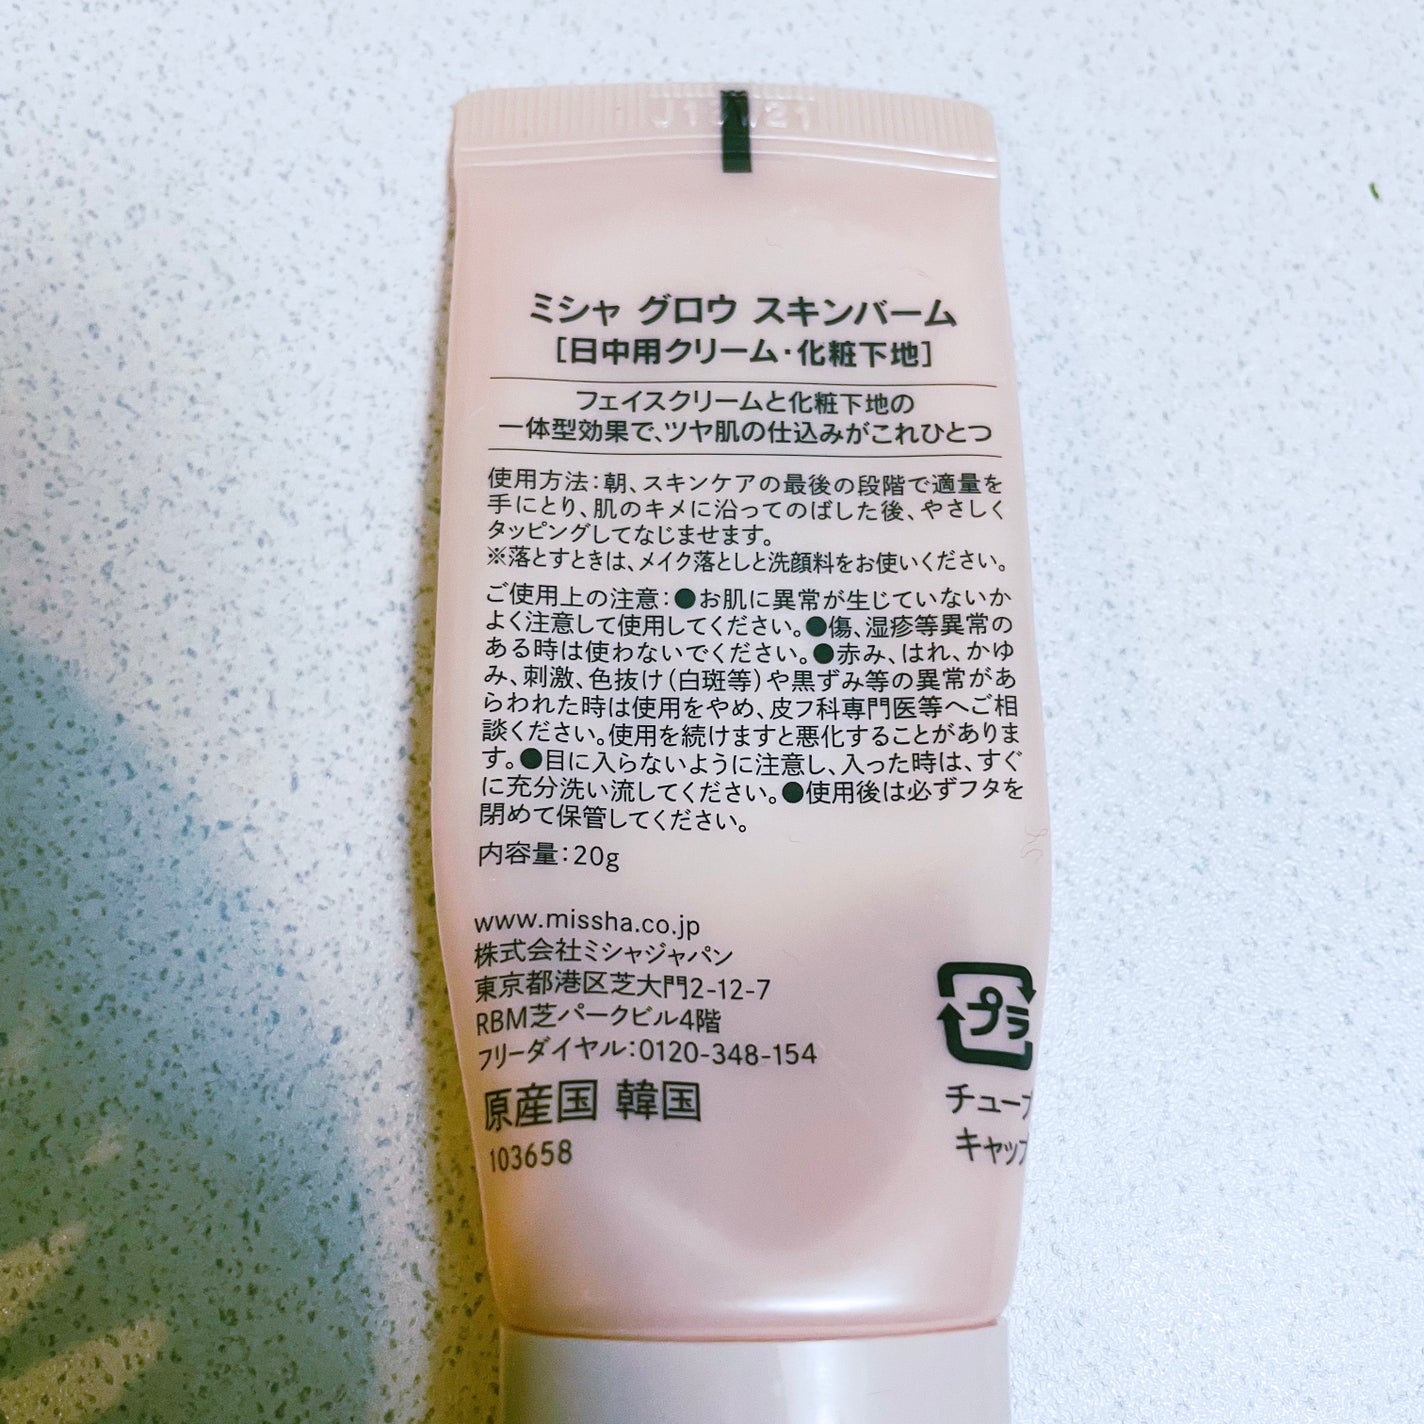 ミシャ グロウ スキンバーム
[日中用クリーム・化粧下地]
フェイスクリームと化粧下地の
一体型効果で、ツヤ肌の仕込みがこれひとつ
使用方法：朝、スキンケアの最後の段階で適量を
手にとり、肌のキメに沿ってのばした後、やさしく
タッピングしてなじませます。
※落とすときは、メイク落としと洗顔料をお使いください。
ご使用上の注意：●お肌に異常が生じていないか
よく注意して使用してください。●傷、湿疹等異常の
ある時は使わないでください。●赤み、はれ、かゆ
み、刺激、色抜け（白斑等）や黒ずみ等の異常があ
らわれた時は使用をやめ、皮フ科専門医等へご相
談ください。使用を続けますと悪化することがありま
す。●目に入らないように注意し、入った時は、すぐ
に充分洗い流してください。●使用後は必ずフタを
閉めて保管してください。
内容量：20g
www.missha.co.jp
株式会社ミシャジャパン
東京都港区芝大門2-12-7
RBM芝パークビル4階
フリーダイヤル：0120-348-154
原産国 韓国
103658
プラ
チューブ
キャップ